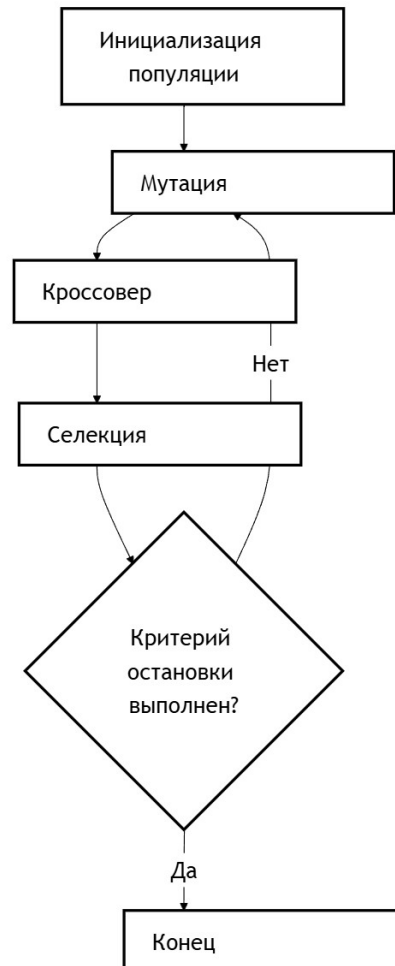 Инициализация
популяции
Мутация
Кроссовер
Нет
Селекция
Критерий
остановки
выполнен?
Да
Конец